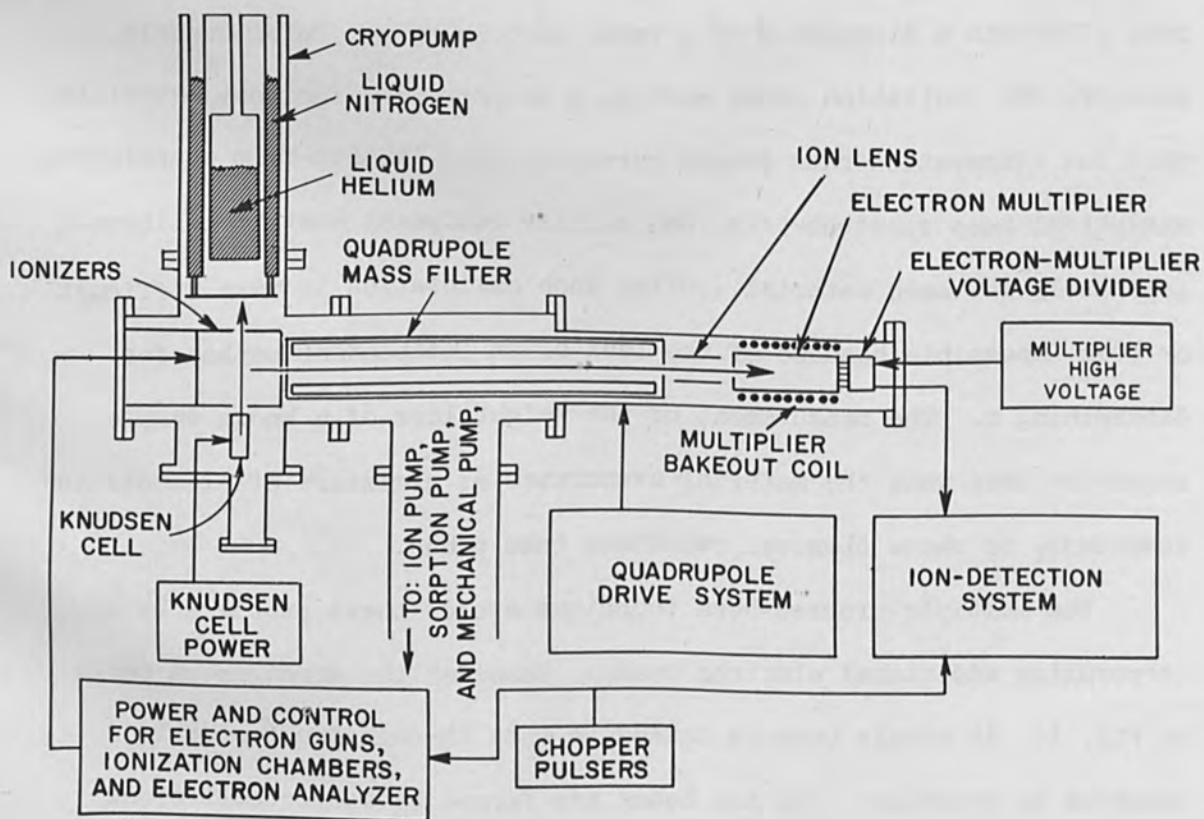 CRYOPUMP
LIQUID
NITROGEN
LIQUID
HELIUM
ION LENS
ELECTRON MULTIPLIER
IONIZERS
QUADRUPOLE
MASS FILTER
ELECTRON-MULTIPLIER
VOLTAGE DIVIDER
MULTIPLIER
HIGH
VOLTAGE
MULTIPLIER
BAKEOUT COIL
KNUDSEN
CELL
TO: ION PUMP,
SORPTION PUMP,
AND MECHANICAL PUMP
KNUDSEN
CELL
POWER
QUADRUPOLE
DRIVE SYSTEM
ION-DETECTION
SYSTEM
POWER AND CONTROL
FOR ELECTRON GUNS,
IONIZATION CHAMBERS,
AND ELECTRON ANALYZER
CHOPPER
PULSERS